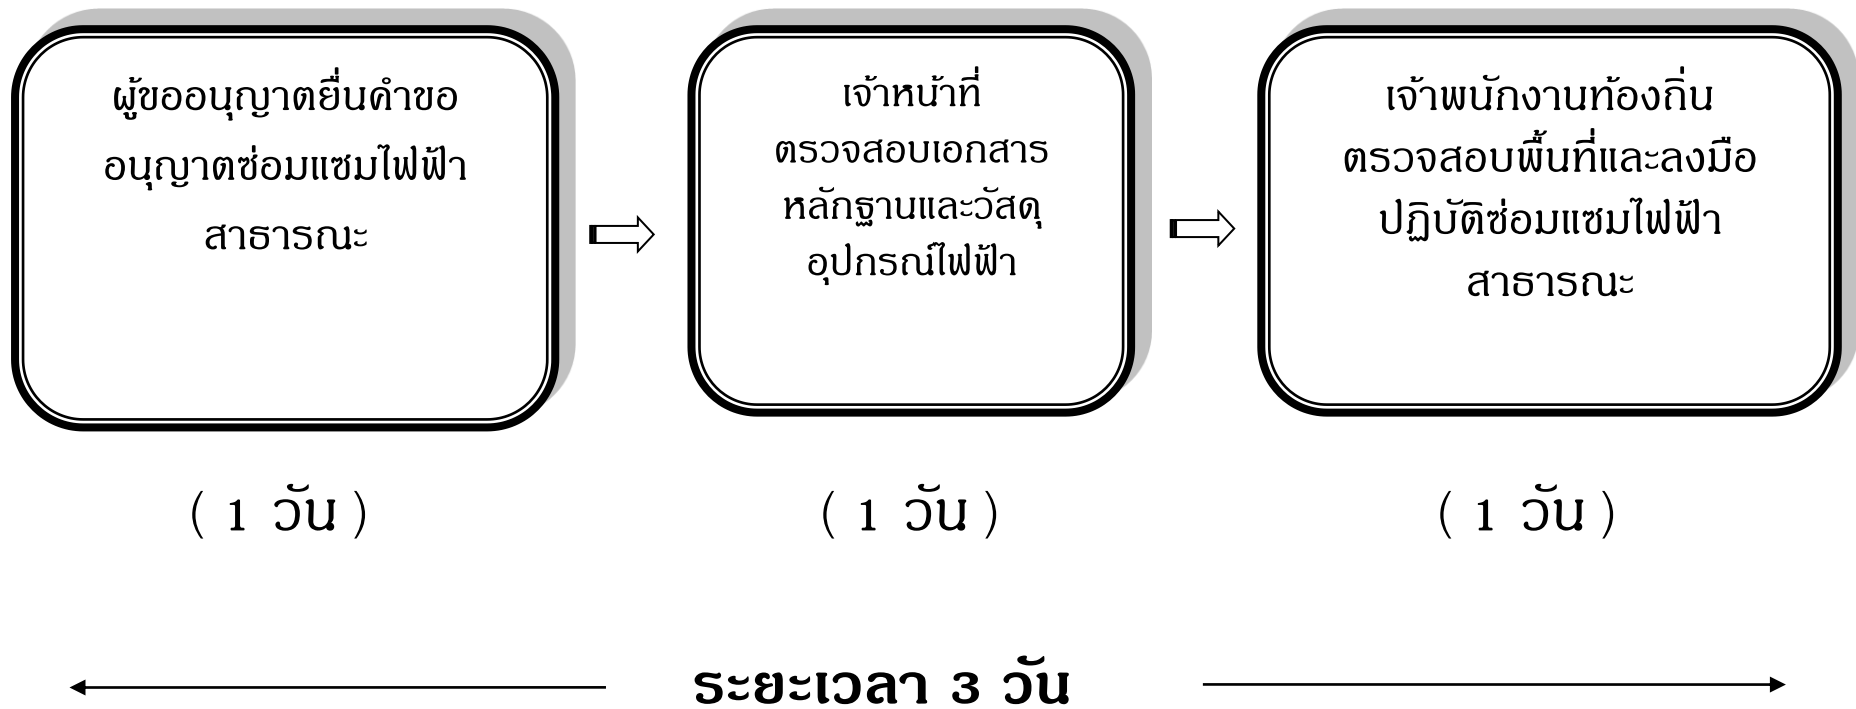 ผู้ขออนุญาตยื่นคำขอ
อนุญาตซ่อมแซมไฟฟ้า
สาธารณะ
เจ้าหน้าที่
ตรวจสอบเอกสาร
หลักฐานและวัสดุ
อุปกรณ์ไฟฟ้า
เจ้าพนักงานท้องถิ่น
ตรวจสอบพื้นที่และลงมือ
ปฏิบัติซ่อมแซมไฟฟ้า
สาธารณะ
( 1 วัน )
( 1 วัน )
( 1 วัน )
ระยะเวลา 3 วัน